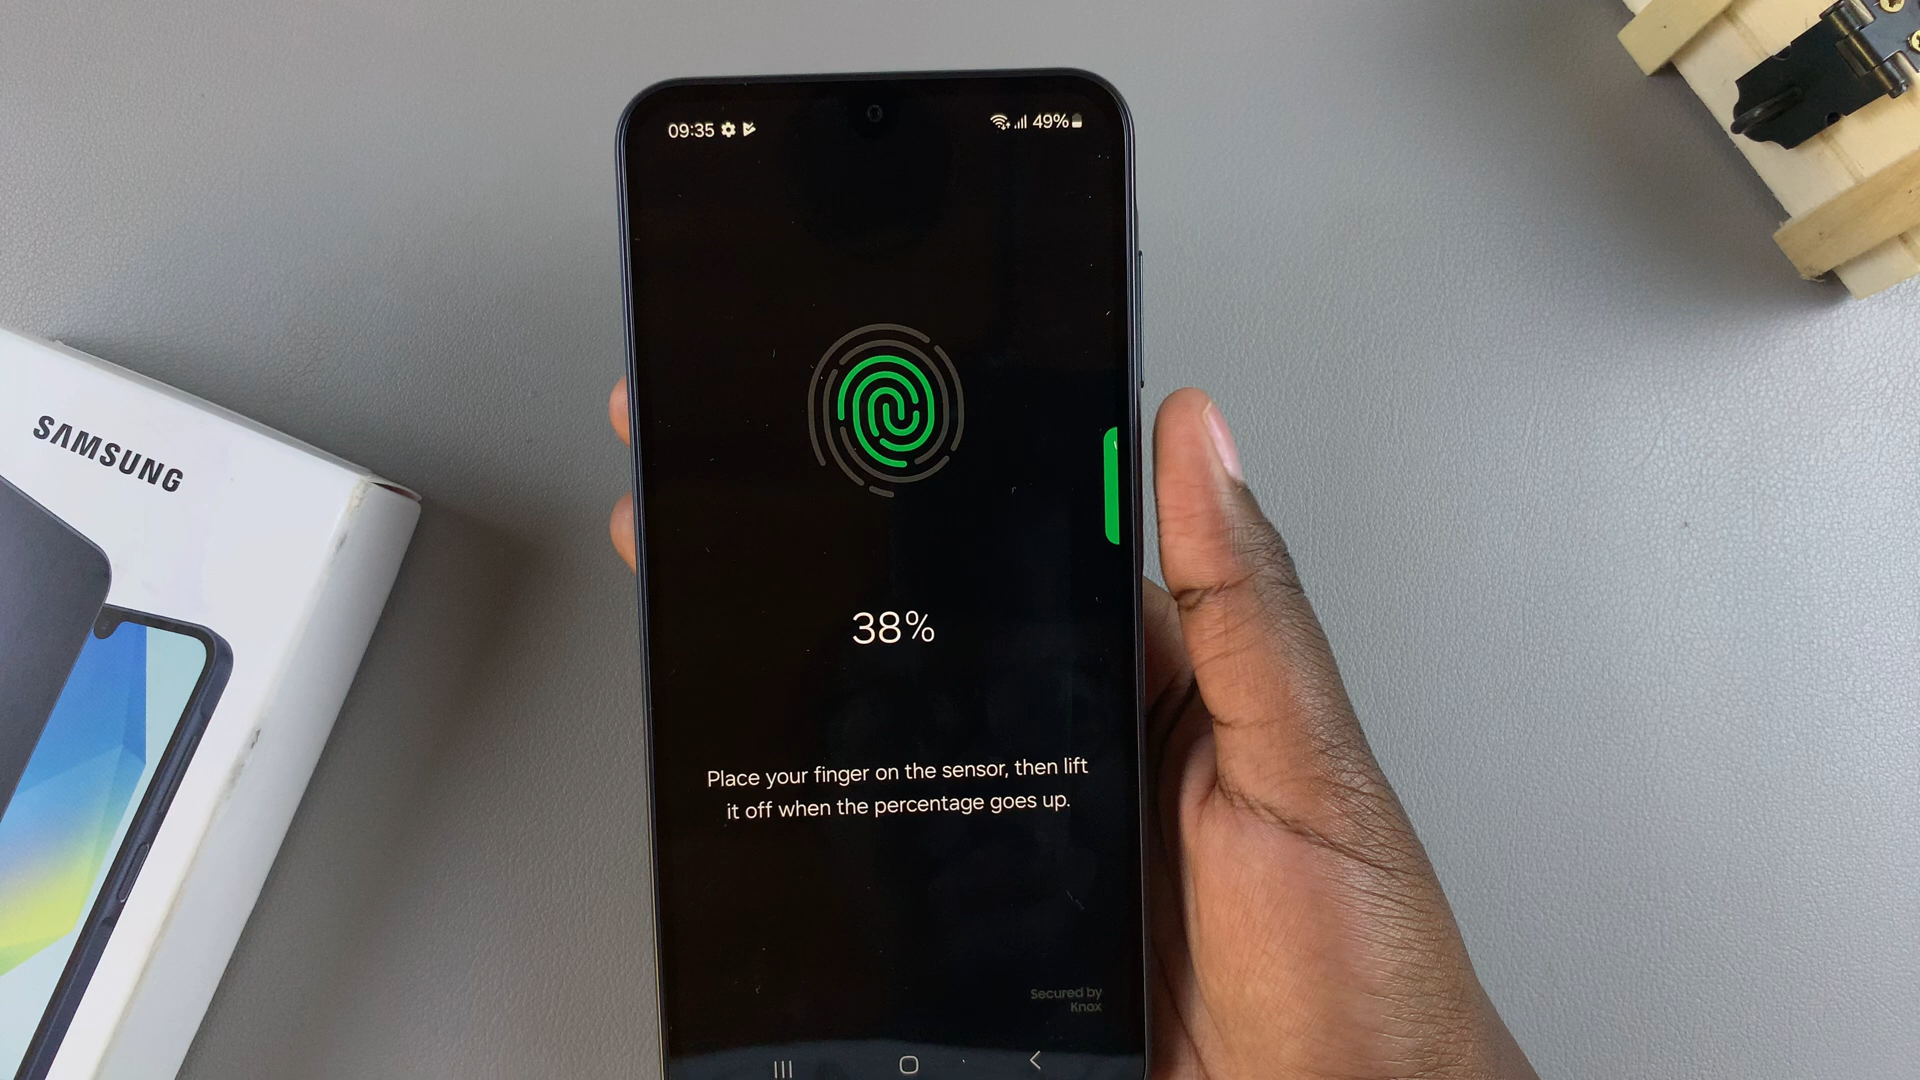 SAMSUNG
09:35
49%
38%
Place your finger on the sensor, then lift
it off when the percentage goes up.
Secured by
Knox